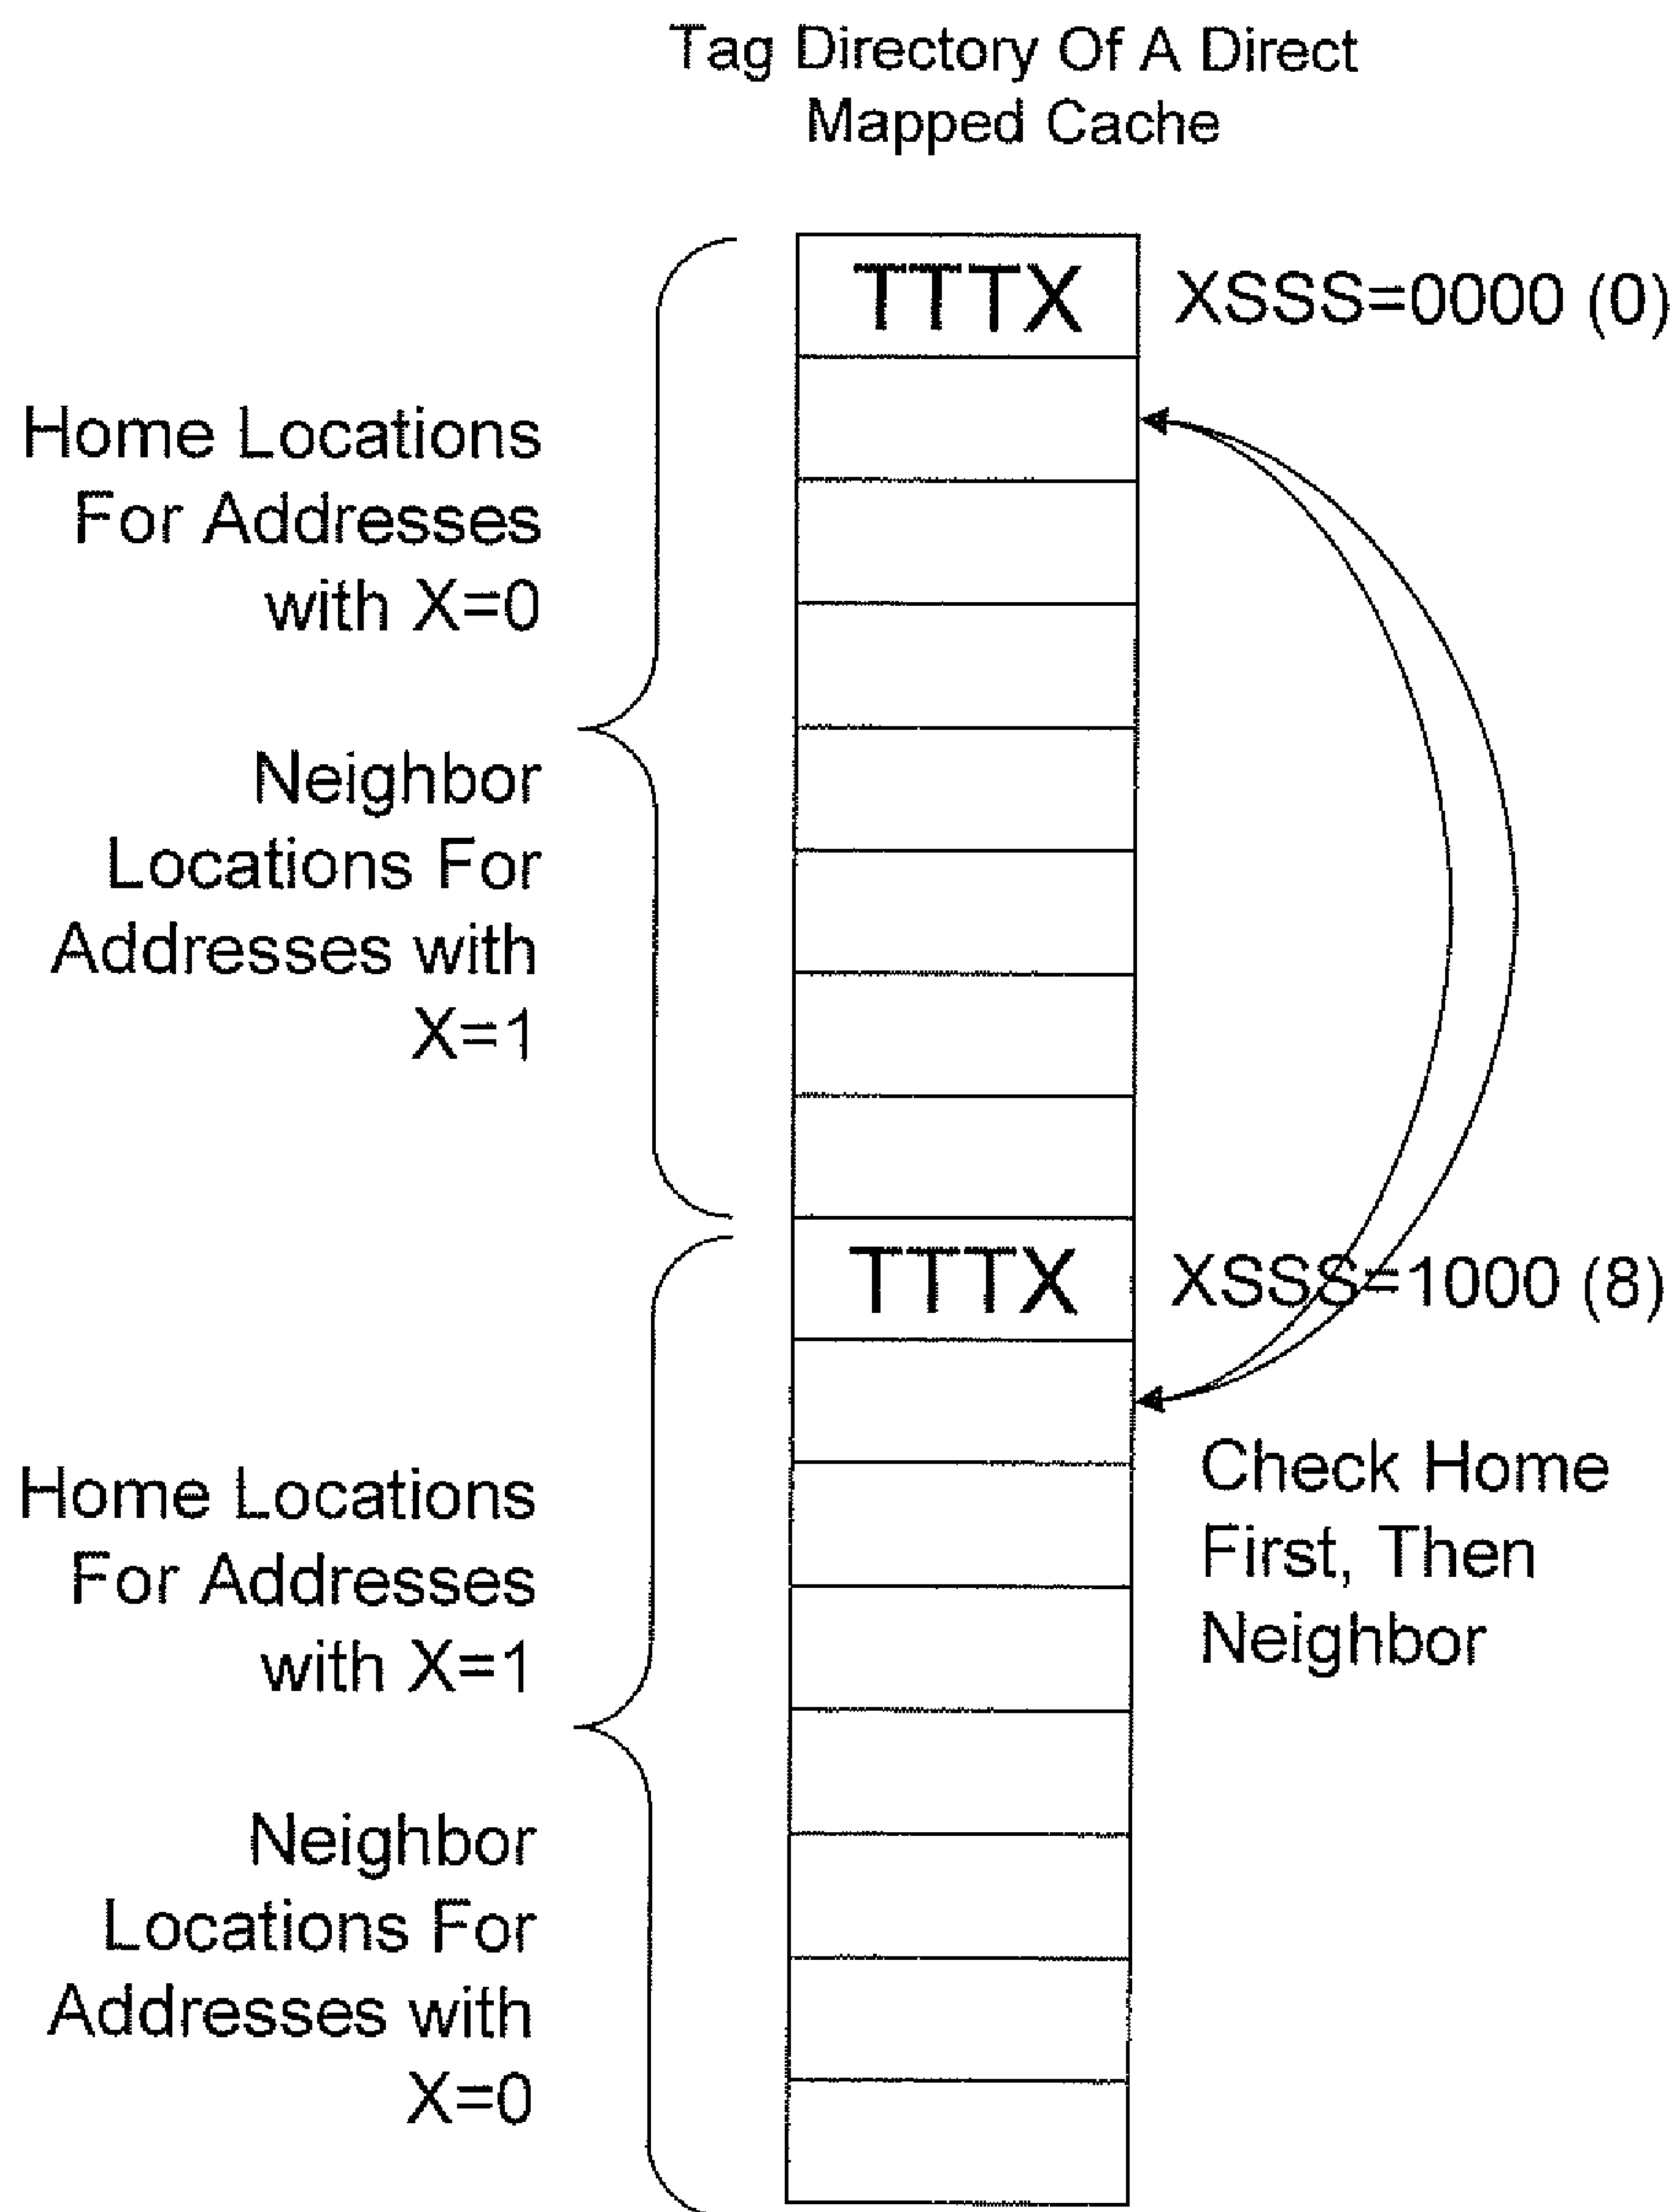 Tag Directory Of A Direct
Mapped Cache
TTTX
XSSS=0000 (0)
Home Locations
For Addresses
with X=0
Neighbor
Locations For
Addresses with
X=1
TTTX
XSSS=1000 (8)
Home Locations
For Addresses
with X=1
Check Home
First, Then
Neighbor
Neighbor
Locations For
Addresses with
X=0